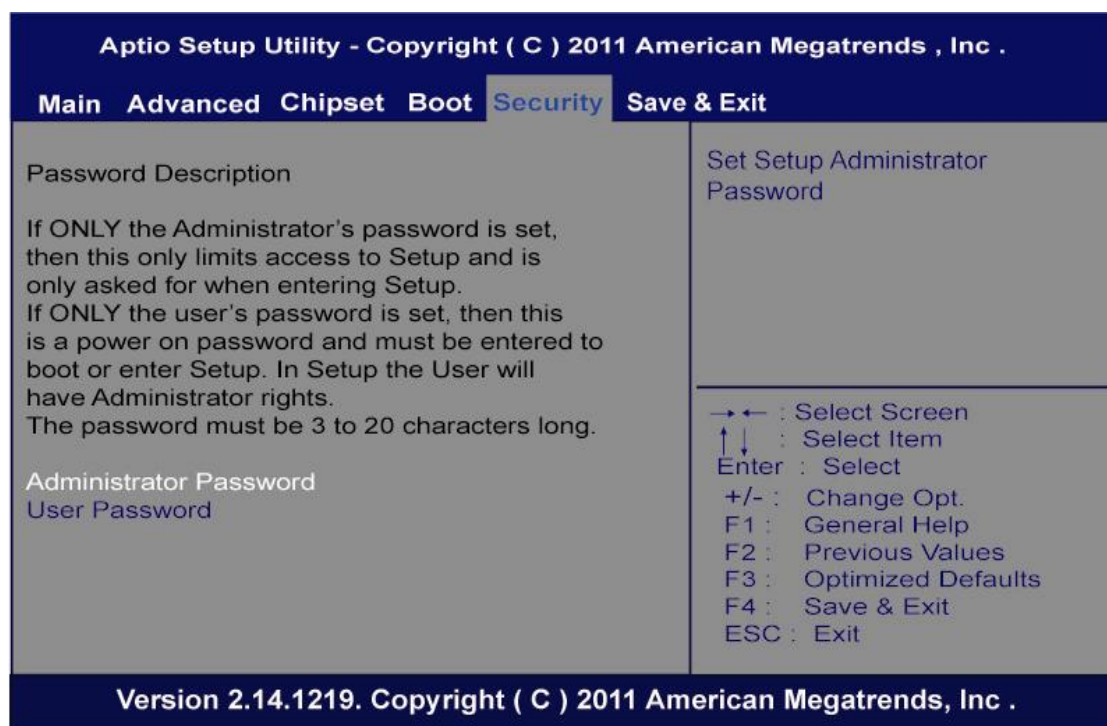 Aptio Setup Utility - Copyright ( C ) 2011 American Megatrends , Inc .
Main Advanced Chipset Boot Security Save & Exit
Password Description
If ONLY the Administrator's password is set,
then this only limits access to Setup and is
only asked for when entering Setup.
If ONLY the user's password is set, then this
is a power on password and must be entered to
boot or enter Setup. In Setup the User will
have Administrator rights.
The password must be 3 to 20 characters long.
Administrator Password
User Password
Set Setup Administrator
Password
→← : Select Screen
↑↓ : Select Item
Enter : Select
+/- : Change Opt.
F1 : General Help
F2 : Previous Values
F3 : Optimized Defaults
F4 : Save & Exit
ESC : Exit
Version 2.14.1219. Copyright ( C ) 2011 American Megatrends, Inc .